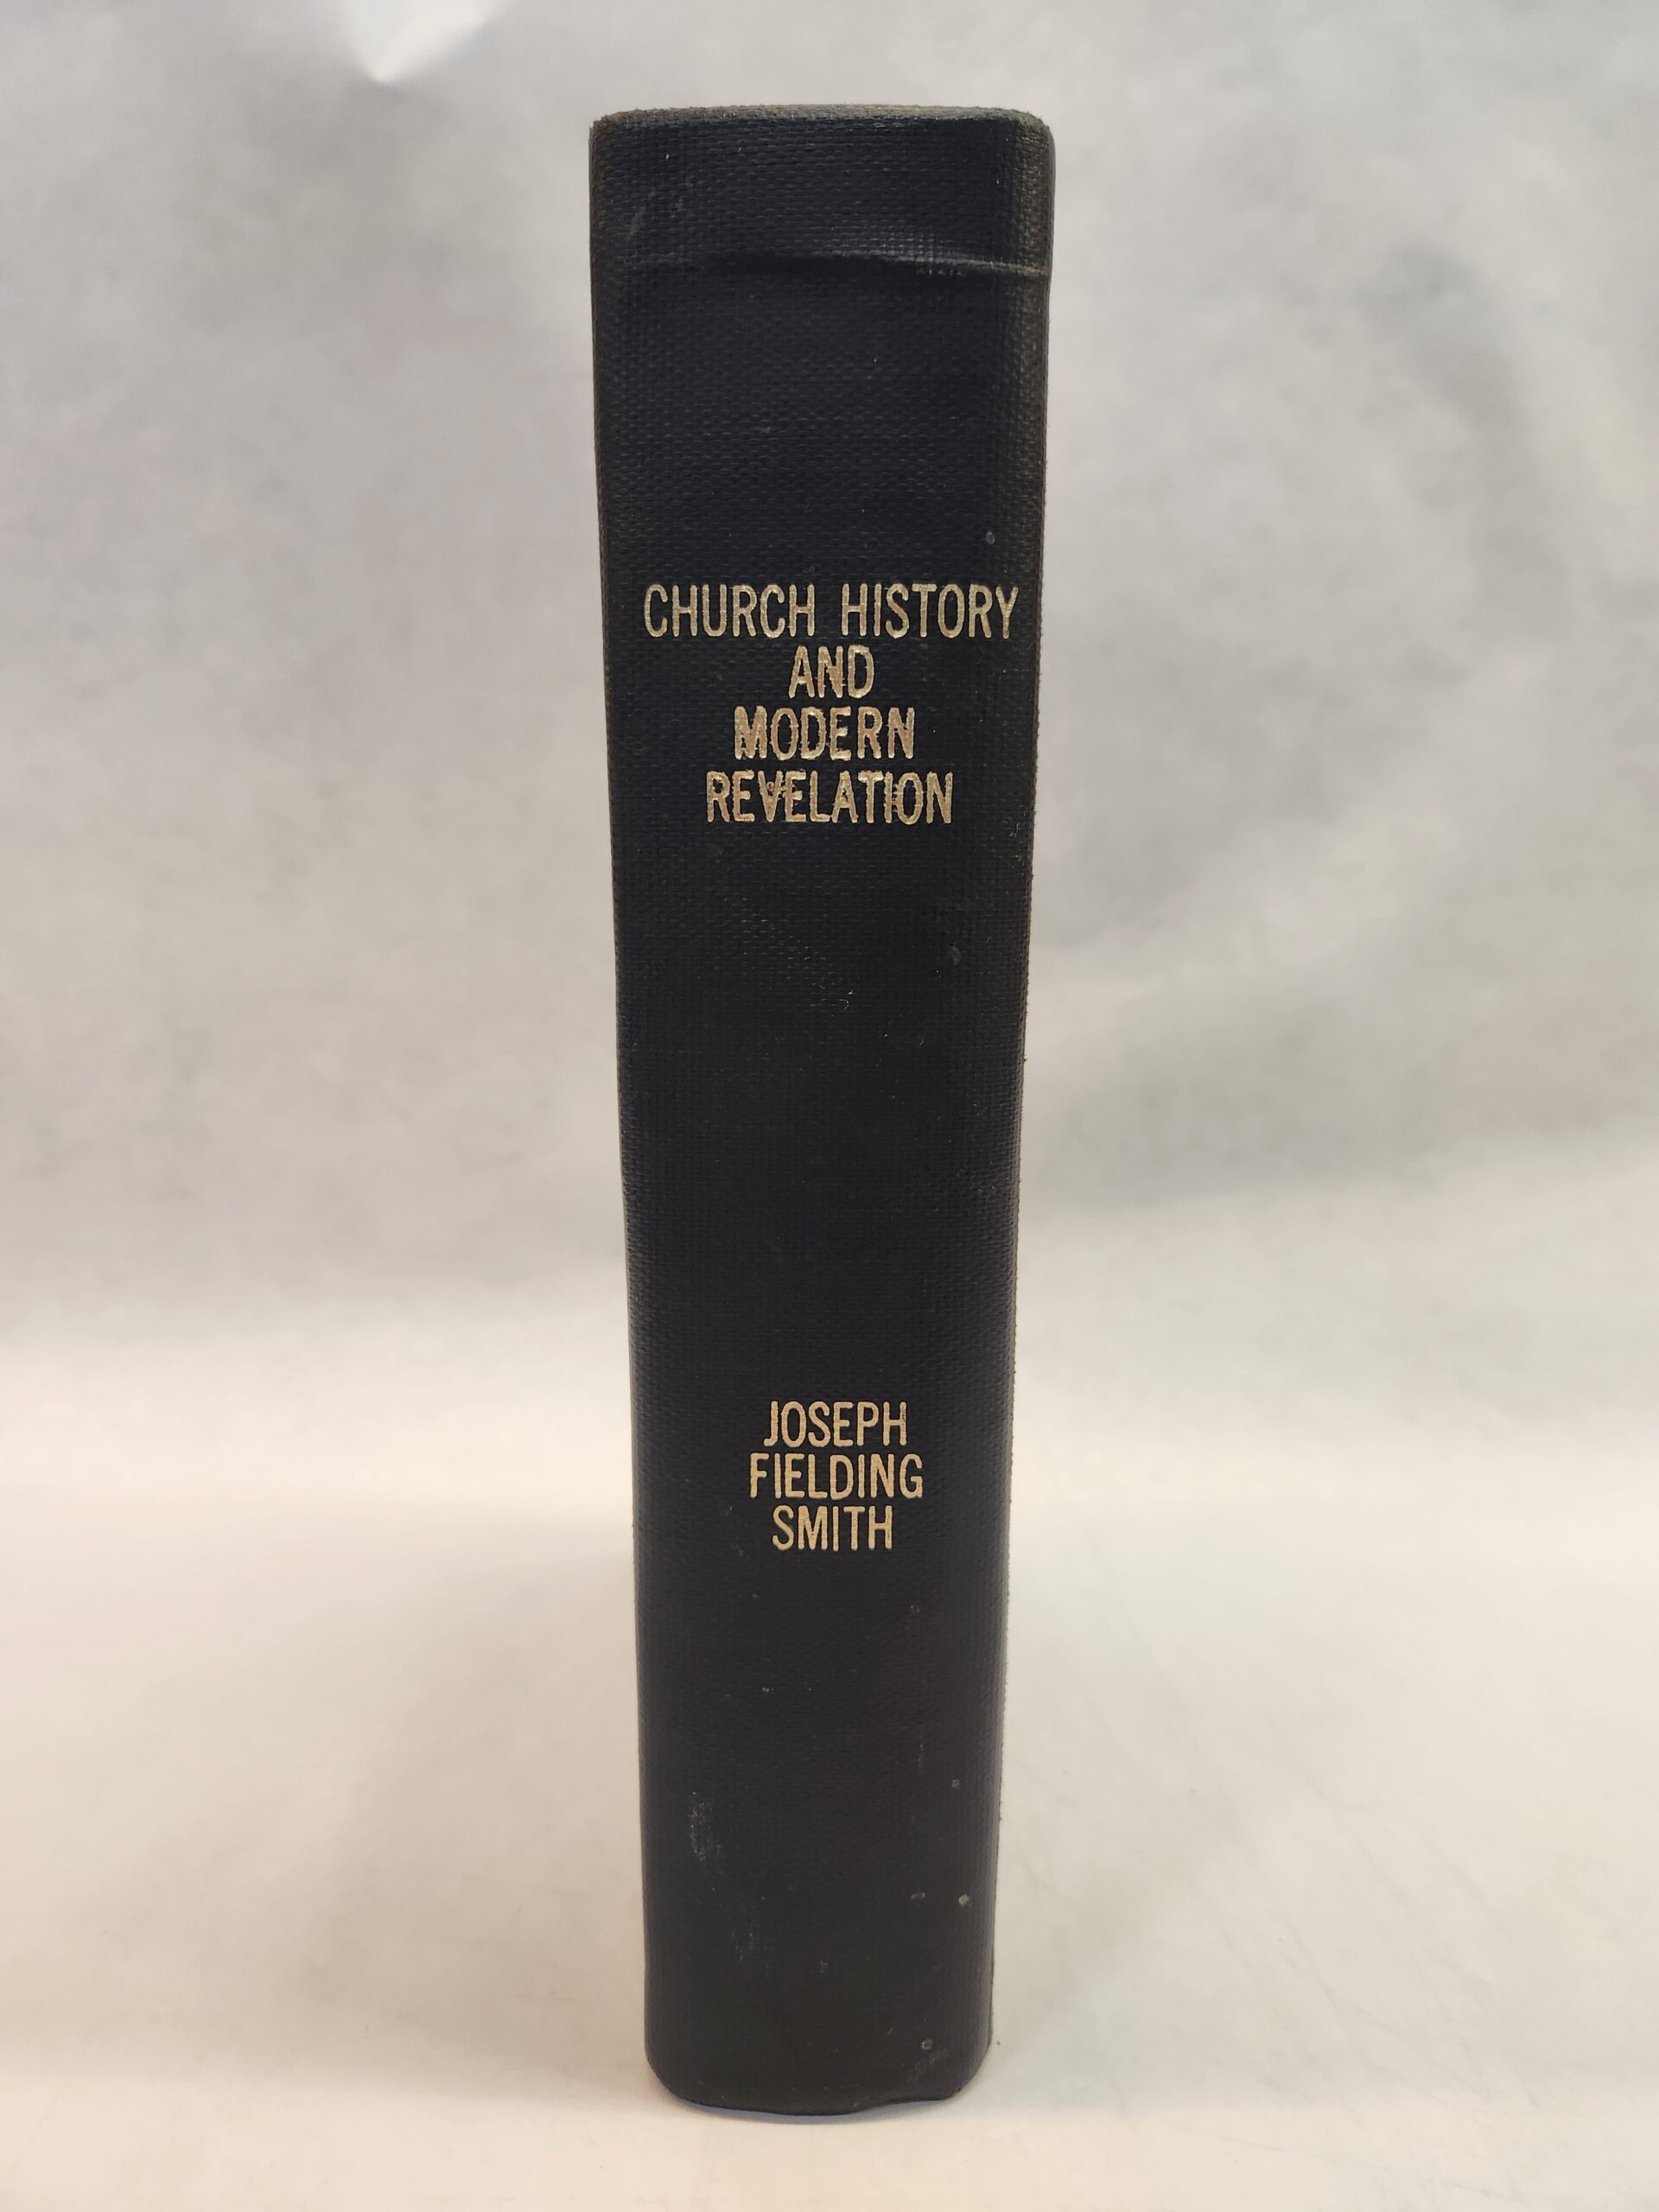 CHURCH HISTORY
AND
MODERN
REVELATION
JOSEPH
FIELDING
SMITH